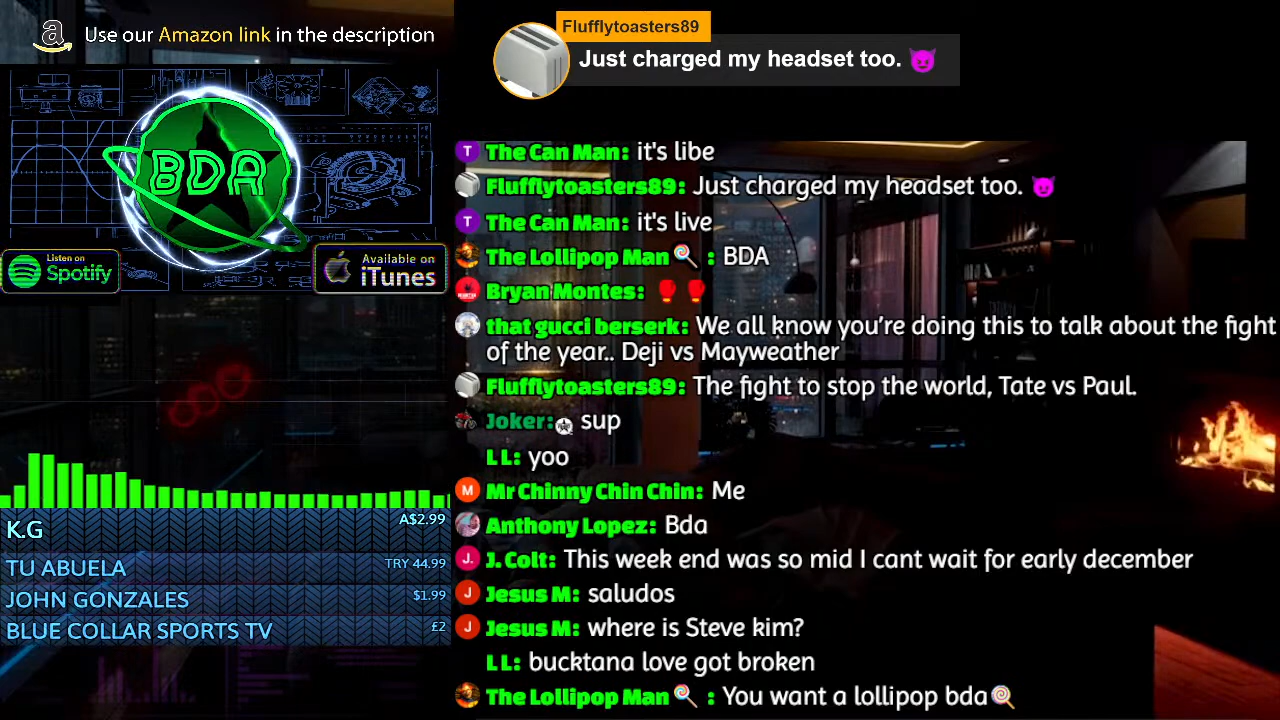 Use our Amazon link in the description
Flufflytoasters89
Just charged my headset too. 😈
BDA
Listen on
Spotify
Available on
iTunes
K.G A$2.99
TU ABUELA TRY 44.99
JOHN GONZALES $1.99
BLUE COLLAR SPORTS TV £2
T The Can Man: it's libe
Flufflytoasters89: Just charged my headset too. 😈
T The Can Man: it's live
The Lollipop Man🍭 : BDA
Bryan Montes: 🥊🥊
that gucci berserk: We all know you're doing this to talk about the fight
of the year.. Deji vs Mayweather
Flufflytoasters89: The fight to stop the world, Tate vs Paul.
Joker: sup
L L: yoo
M Mr Chinny Chin Chin: Me
Anthony Lopez: Bda
J. J. Colt: This week end was so mid I cant wait for early december
J Jesus M: saludos
J Jesus M: where is Steve kim?
L L: bucktana love got broken
The Lollipop Man🍭 : You want a lollipop bda🍭